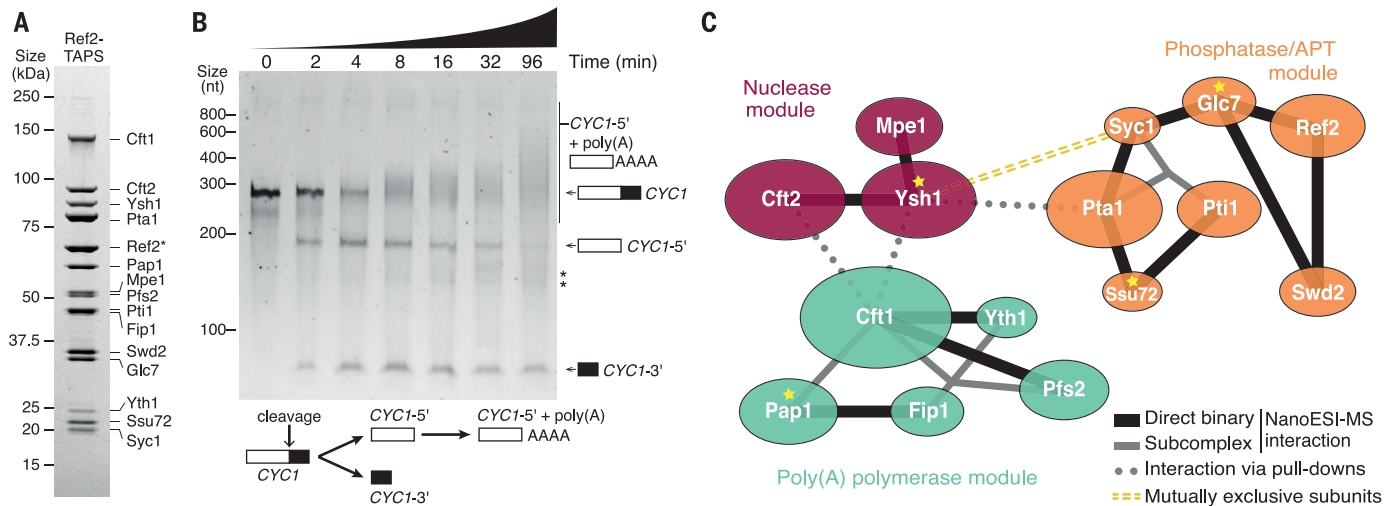 A
Ref2-
TAPS
Size
(kDa)
250
150
100
75
50
37.5
25
20
15
Cft1
Cft2
Ysh1
Pta1
Ref2*
Pap1
Mpe1
Pfs2
Pti1
Fip1
Swd2
Glc7
Yth1
Ssu72
Syc1
B
0 2 4 8 16 32 96 Time (min)
Size
(nt)
800
600
400
300
200
100
CYC1-5'
+ poly(A)
AAAA
CYC1
CYC1-5'
*
*
CYC1-3'
cleavage
CYC1
CYC1-5'
CYC1-5' + poly(A)
AAAA
CYC1-3'
C
Nuclease
module
Mpe1
Cft2
Ysh1
Phosphatase/APT
module
Glc7
Syc1
Ref2
Pta1
Pti1
Ssu72
Swd2
Cft1
Yth1
Pfs2
Pap1
Fip1
Poly(A) polymerase module
Direct binary
Subcomplex
NanoESI-MS
interaction
Interaction via pull-downs
Mutually exclusive subunits